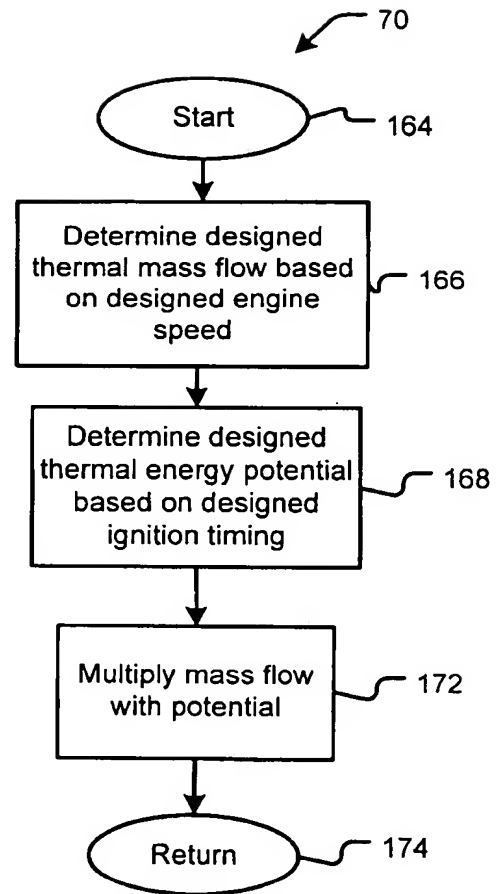 70
Start
164
Determine designed
thermal mass flow based
on designed engine
speed
166
Determine designed
thermal energy potential
based on designed
ignition timing
168
Multiply mass flow
with potential
172
Return
174